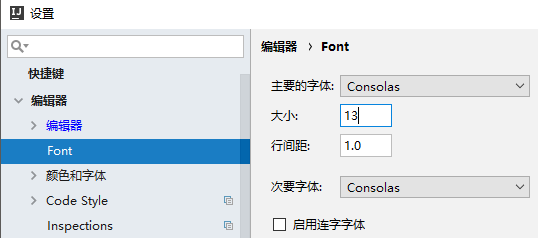 IJ 设置
快捷键
编辑器
编辑器
Font
颜色和字体
Code Style
Inspections
编辑器 › Font
主要的字体: Consolas
大小: 13
行间距: 1.0
次要字体: Consolas
启用连字字体